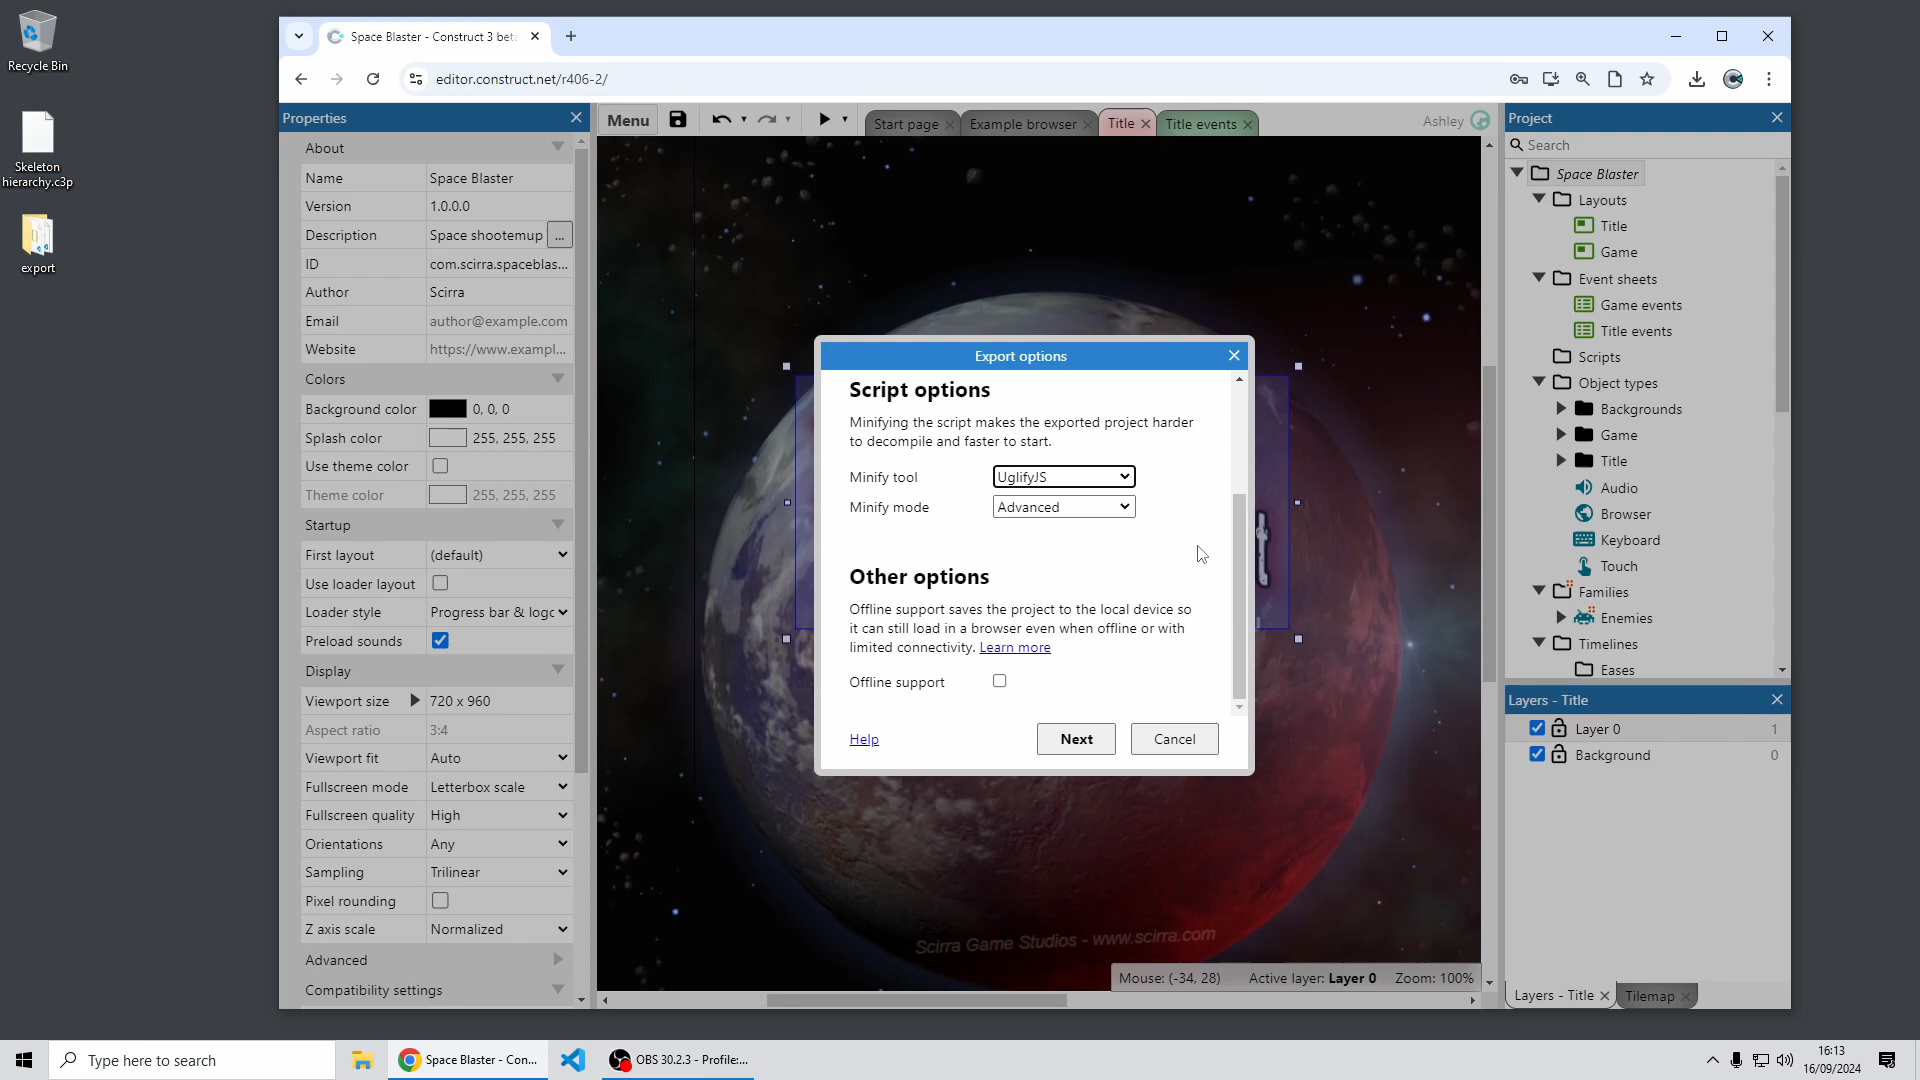 Recycle Bin
Skeleton
hierarchy.c3p
export
Space Blaster - Construct 3 beta
editor.construct.net/r406-2/
Properties
About
Name Space Blaster
Version 1.0.0.0
Description Space shootemup ...
ID com.scirra.spaceblas...
Author Scirra
Email author@example.com
Website https://www.exampl...
Colors
Background color 0, 0, 0
Splash color 255, 255, 255
Use theme color
Theme color 255, 255, 255
Startup
First layout (default)
Use loader layout
Loader style Progress bar & logo
Preload sounds
Display
Viewport size 720 x 960
Aspect ratio 3:4
Viewport fit Auto
Fullscreen mode Letterbox scale
Fullscreen quality High
Orientations Any
Sampling Trilinear
Pixel rounding
Z axis scale Normalized
Advanced
Compatibility settings
Menu
Start page
Example browser
Title
Title events
Ashley
Export options
Script options
Minifying the script makes the exported project harder
to decompile and faster to start.
Minify tool UglifyJS
Minify mode Advanced
Other options
Offline support saves the project to the local device so
it can still load in a browser even when offline or with
limited connectivity. Learn more
Offline support
Help
Next
Cancel
Scirra Game Studios - www.scirra.com
Mouse: (-34, 28) Active layer: Layer 0 Zoom: 100%
Project
Search
Space Blaster
Layouts
Title
Game
Event sheets
Game events
Title events
Scripts
Object types
Backgrounds
Game
Title
Audio
Browser
Keyboard
Touch
Families
Enemies
Timelines
Eases
Layers - Title
Layer 0 1
Background 0
Layers - Title
Tilemap
Type here to search
Space Blaster - Con...
OBS 30.2.3 - Profile:...
16:13
16/09/2024